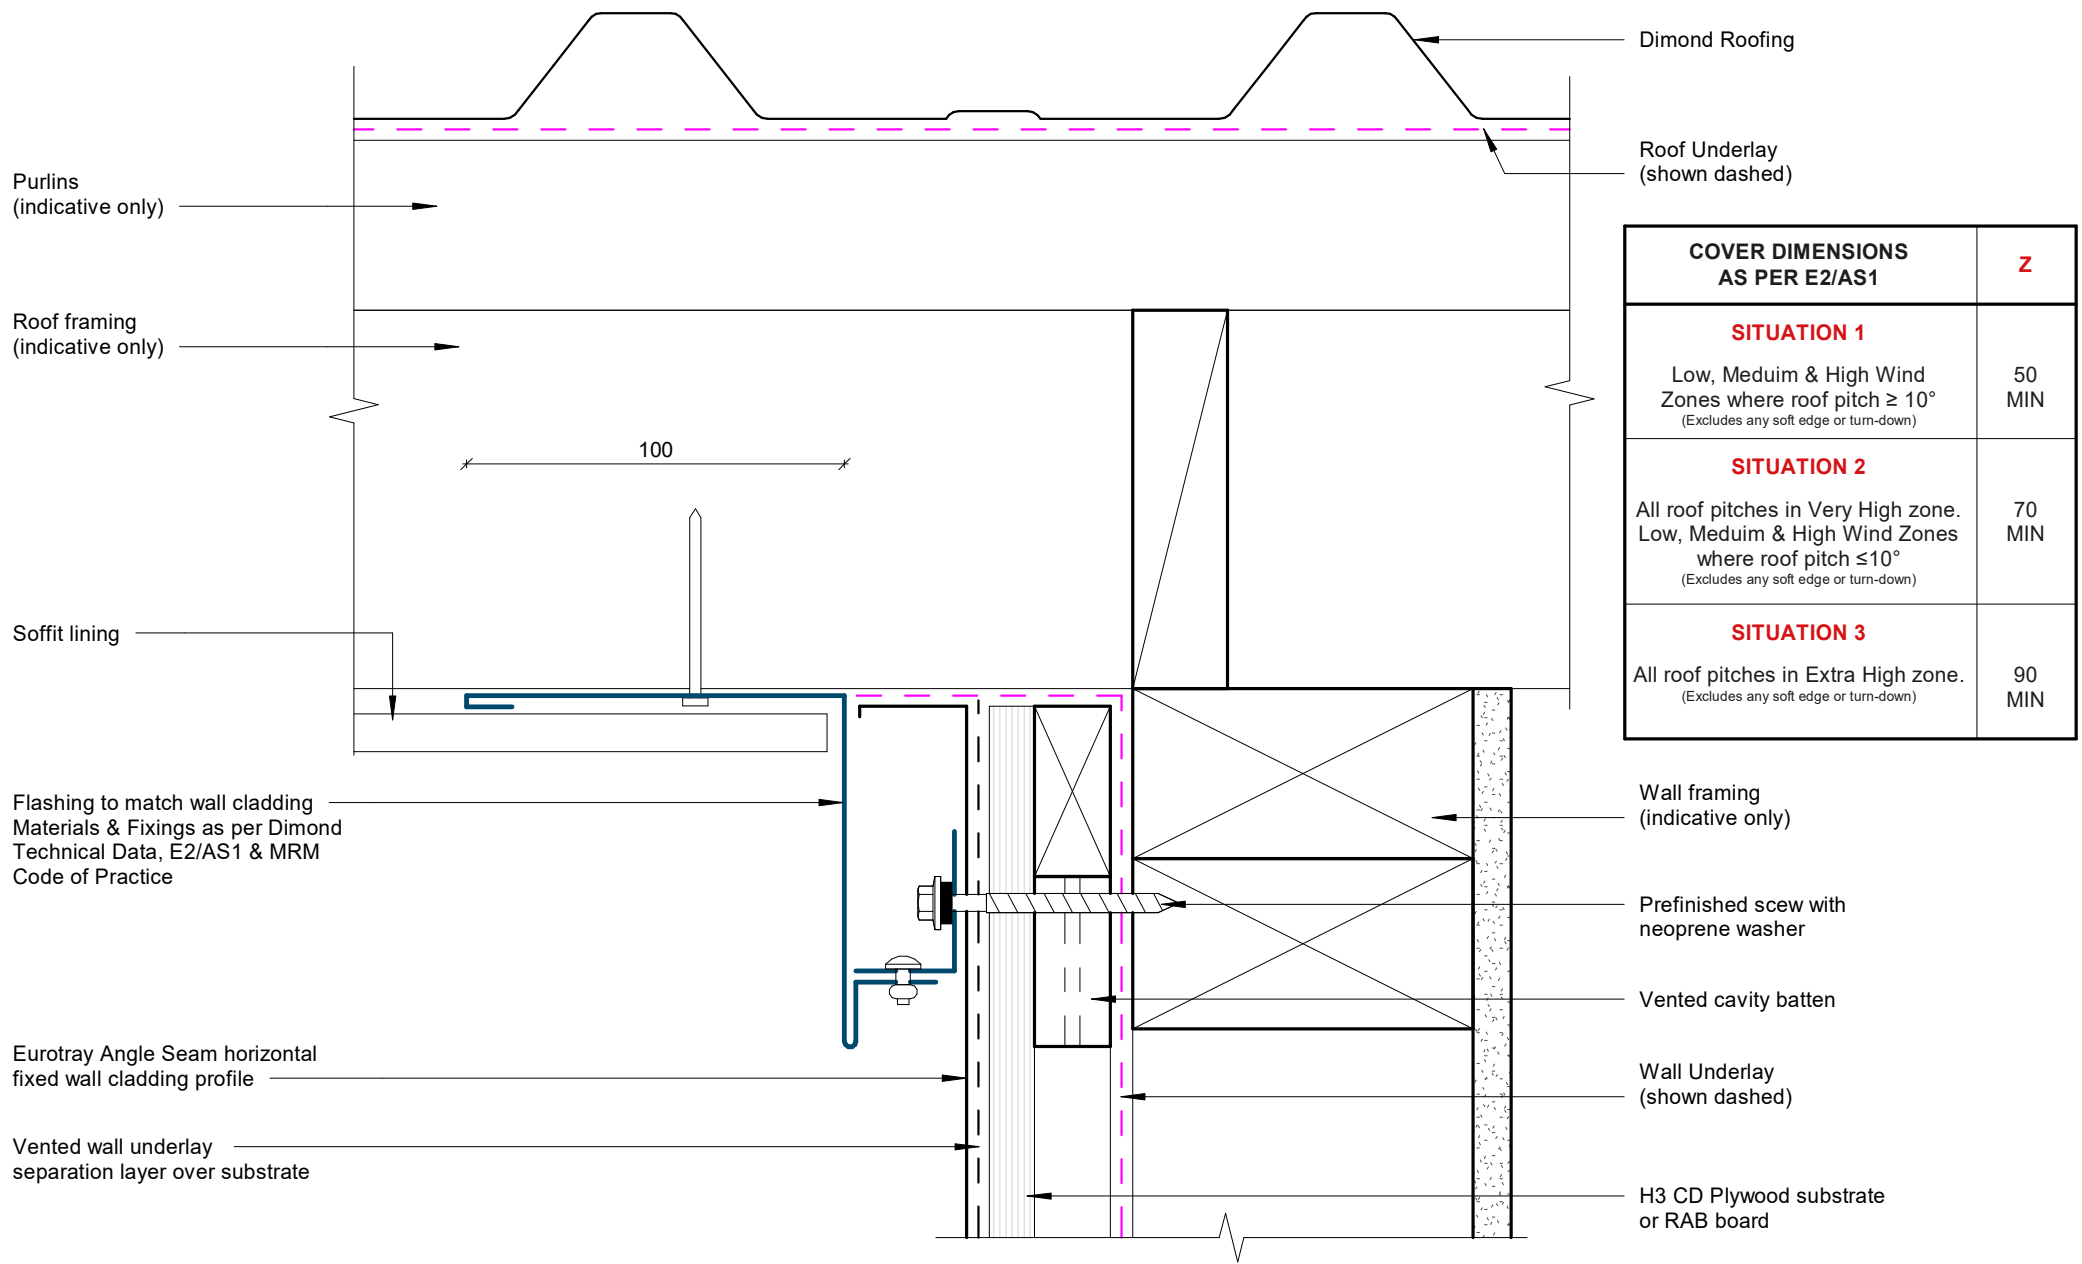 Dimond Roofing
Roof Underlay
(shown dashed)
Purlins
(indicative only)
Roof framing
(indicative only)
100
Soffit lining
Flashing to match wall cladding
Materials & Fixings as per Dimond
Technical Data, E2/AS1 & MRM
Code of Practice
Eurotray Angle Seam horizontal
fixed wall cladding profile
Vented wall underlay
separation layer over substrate
COVER DIMENSIONS
AS PER E2/AS1
Z
SITUATION 1
Low, Meduim & High Wind
Zones where roof pitch ≥ 10°
(Excludes any soft edge or turn-down)
50
MIN
SITUATION 2
All roof pitches in Very High zone.
Low, Meduim & High Wind Zones
where roof pitch ≤10°
(Excludes any soft edge or turn-down)
70
MIN
SITUATION 3
All roof pitches in Extra High zone.
(Excludes any soft edge or turn-down)
90
MIN
Wall framing
(indicative only)
Prefinished scew with
neoprene washer
Vented cavity batten
Wall Underlay
(shown dashed)
H3 CD Plywood substrate
or RAB board